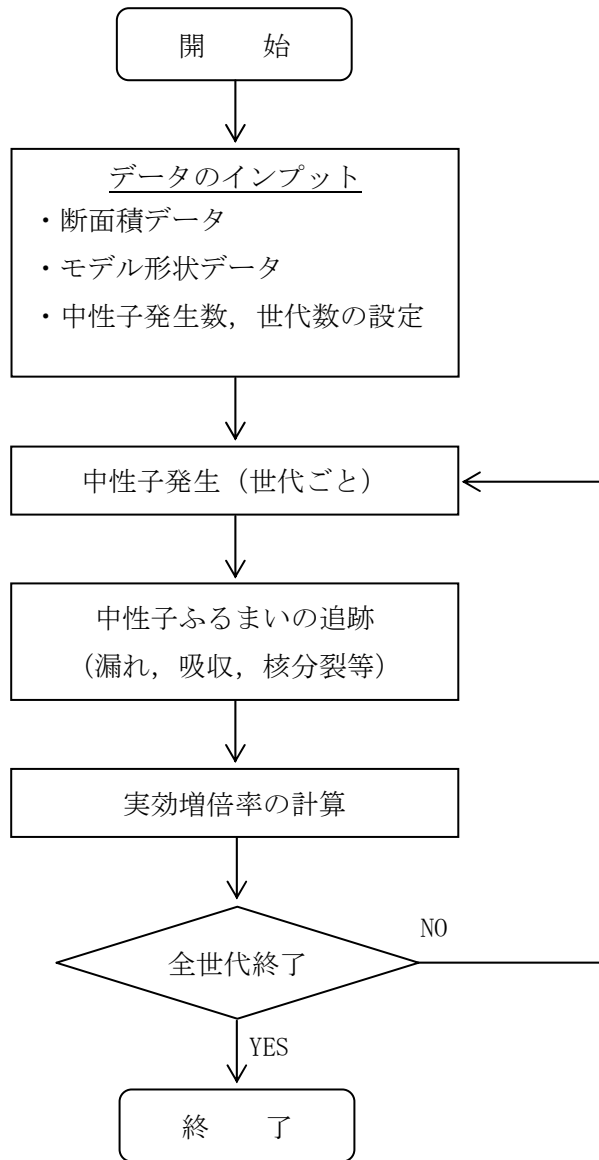 開　　始
データのインプット
・断面積データ
・モデル形状データ
・中性子発生数，世代数の設定
中性子発生（世代ごと）
中性子ふるまいの追跡
（漏れ，吸収，核分裂等）
実効増倍率の計算
全世代終了
NO
YES
終　　了